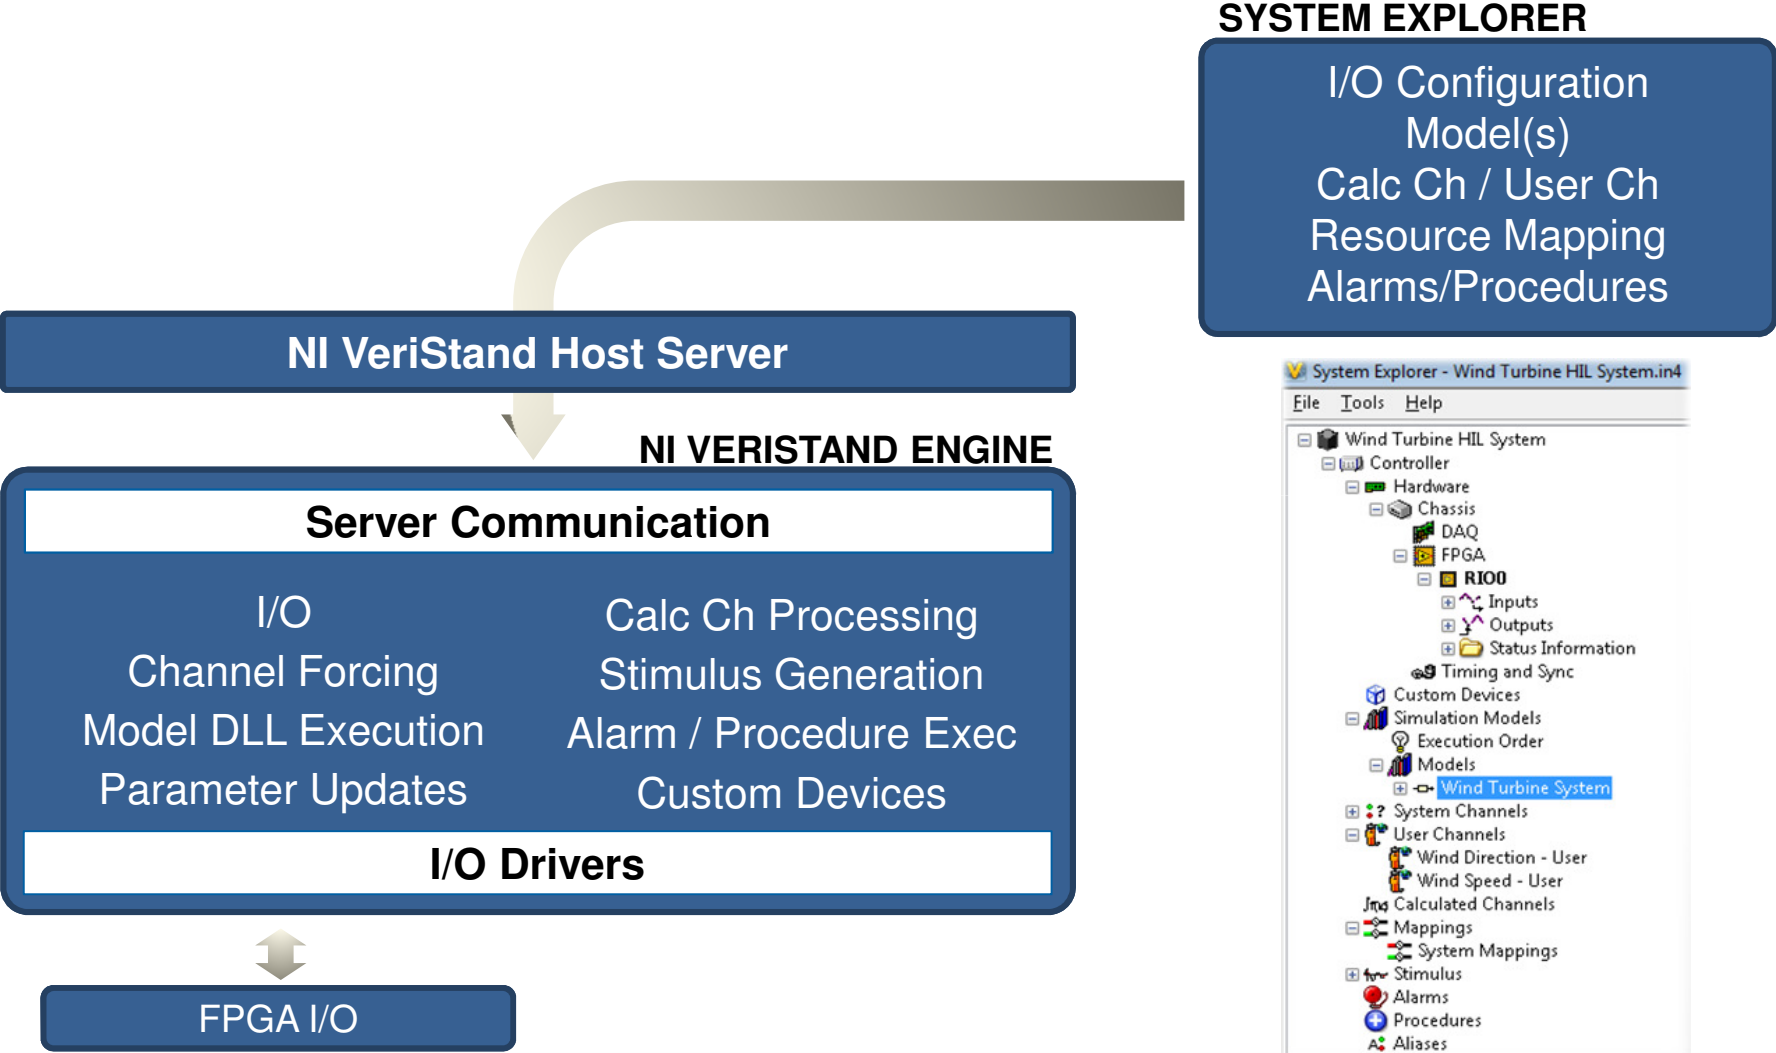 SYSTEM EXPLORER
I/O Configuration
Model(s)
Calc Ch / User Ch
Resource Mapping
Alarms/Procedures
NI VeriStand Host Server
NI VERISTAND ENGINE
Server Communication
I/O
Channel Forcing
Model DLL Execution
Parameter Updates
Calc Ch Processing
Stimulus Generation
Alarm / Procedure Exec
Custom Devices
I/O Drivers
FPGA I/O
System Explorer - Wind Turbine HIL System.in4
File Tools Help
Wind Turbine HIL System
Controller
Hardware
Chassis
DAQ
FPGA
RIO0
Inputs
Outputs
Status Information
Timing and Sync
Custom Devices
Simulation Models
Execution Order
Models
Wind Turbine System
System Channels
User Channels
Wind Direction - User
Wind Speed - User
Calculated Channels
Mappings
System Mappings
Stimulus
Alarms
Procedures
Aliases